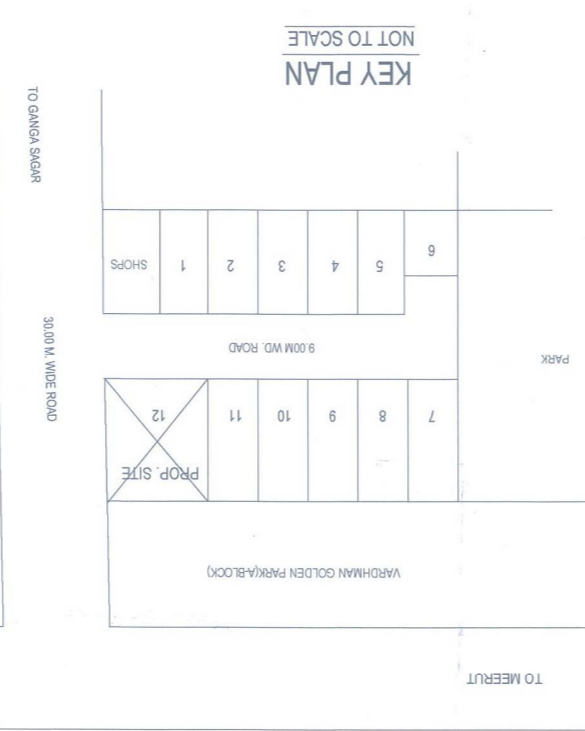 TO MEERUT
VARDHMAN GOLDEN PARK(A-BLOCK)
PROP. SITE
7 8 9 10 11 12
PARK
9.00M WD. ROAD
30.00 M. WIDE ROAD
6 5 4 3 2 1 SHOPS
TO GANGA SAGAR
KEY PLAN
NOT TO SCALE